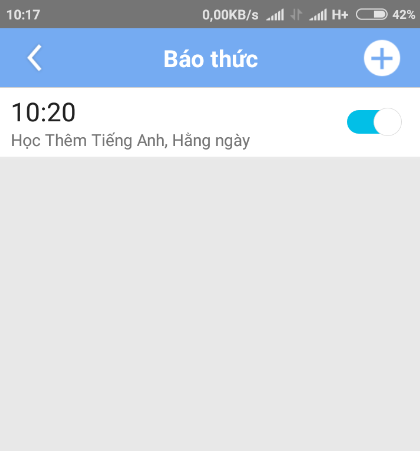 10:17 0,00KB/s H+ 42%
Báo thức
10:20
Học Thêm Tiếng Anh, Hằng ngày